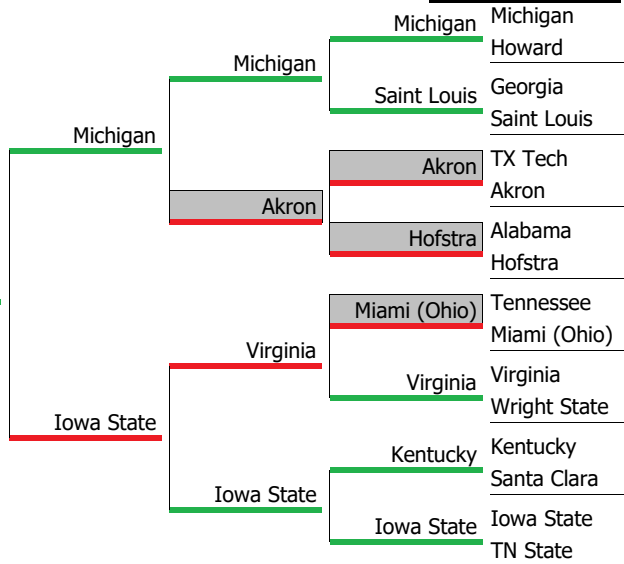 Michigan
Howard
Georgia
Saint Louis
TX Tech
Akron
Alabama
Hofstra
Tennessee
Miami (Ohio)
Virginia
Wright State
Kentucky
Santa Clara
Iowa State
TN State
Michigan
Saint Louis
Akron
Hofstra
Miami (Ohio)
Virginia
Kentucky
Iowa State
Michigan
Akron
Virginia
Iowa State
Michigan
Iowa State